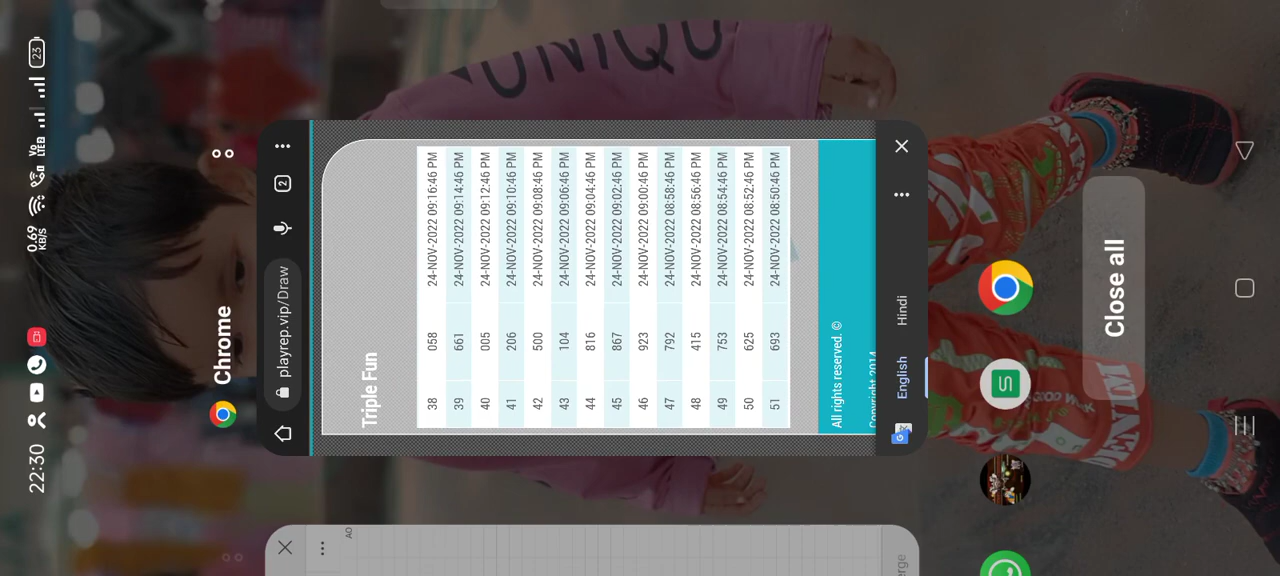 22:30
0.69
KB/S
Vo
LTE
23
Chrome
playrep.vip/Draw
2
Triple Fun
38 058 24-NOV-2022 09:16:46 PM
39 661 24-NOV-2022 09:14:46 PM
40 005 24-NOV-2022 09:12:46 PM
41 206 24-NOV-2022 09:10:46 PM
42 500 24-NOV-2022 09:08:46 PM
43 104 24-NOV-2022 09:06:46 PM
44 816 24-NOV-2022 09:04:46 PM
45 867 24-NOV-2022 09:02:46 PM
46 923 24-NOV-2022 09:00:46 PM
47 792 24-NOV-2022 08:58:46 PM
48 415 24-NOV-2022 08:56:46 PM
49 753 24-NOV-2022 08:54:46 PM
50 625 24-NOV-2022 08:52:46 PM
51 693 24-NOV-2022 08:50:46 PM
All rights reserved. ©
Copyright 2014
English Hindi
AO
erge
UNIQU
Close all